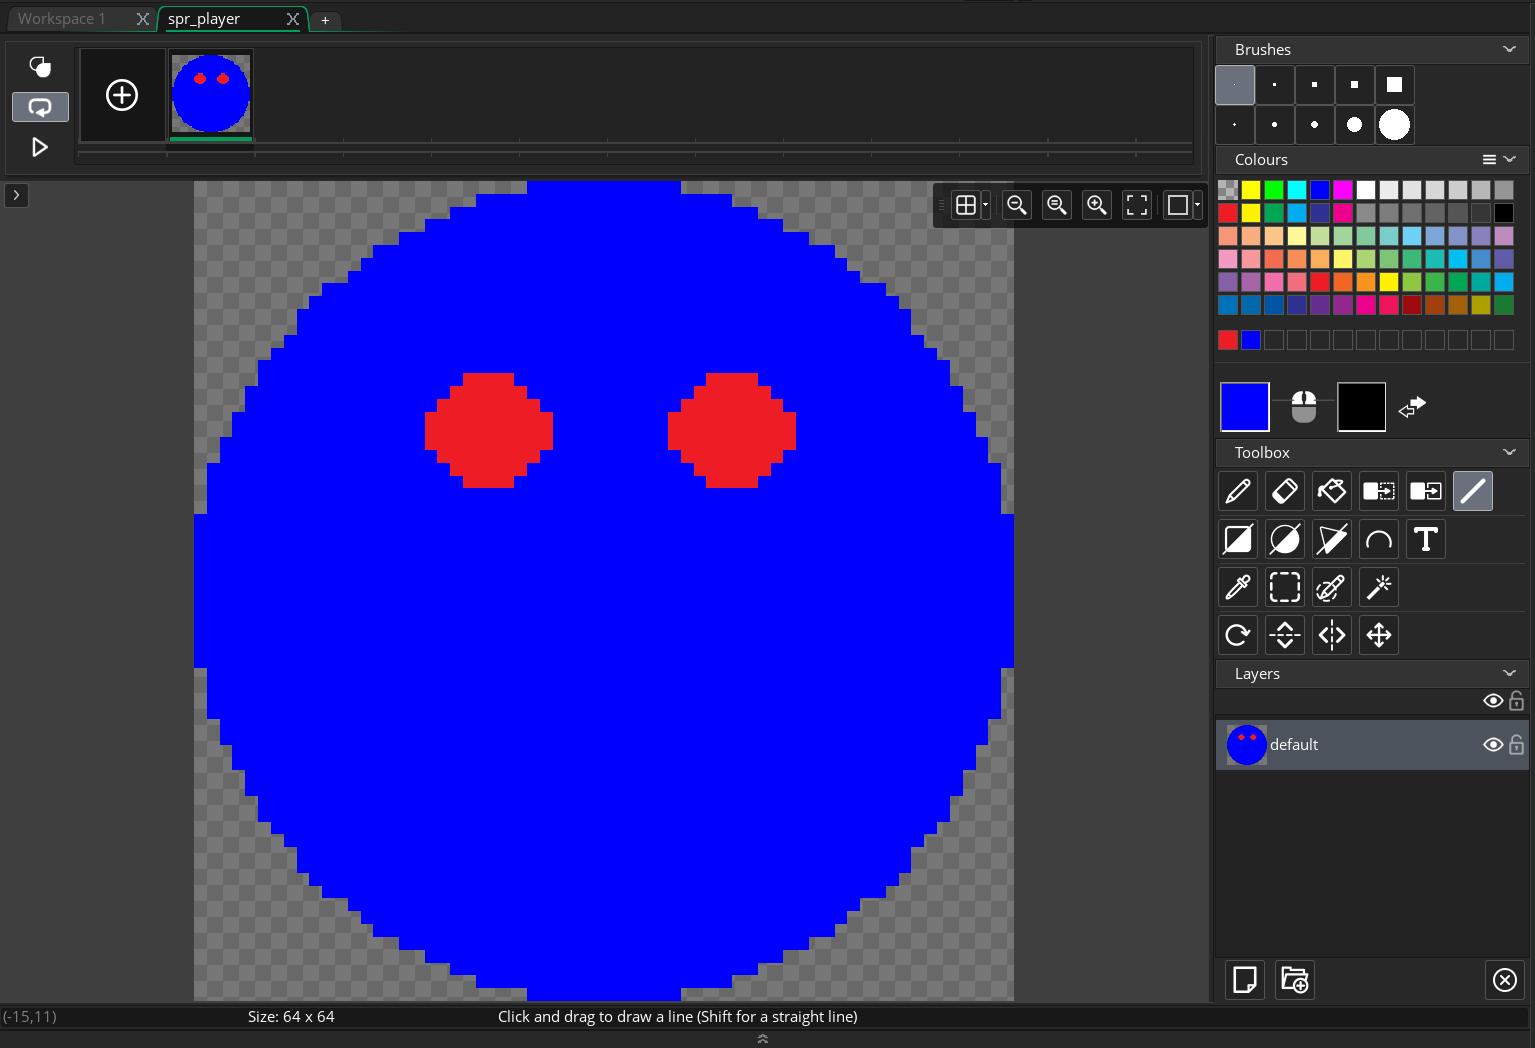 Workspace 1
spr_player
Brushes
Colours
Toolbox
T
Layers
default
(-15,11)
Size: 64 x 64
Click and drag to draw a line (Shift for a straight line)